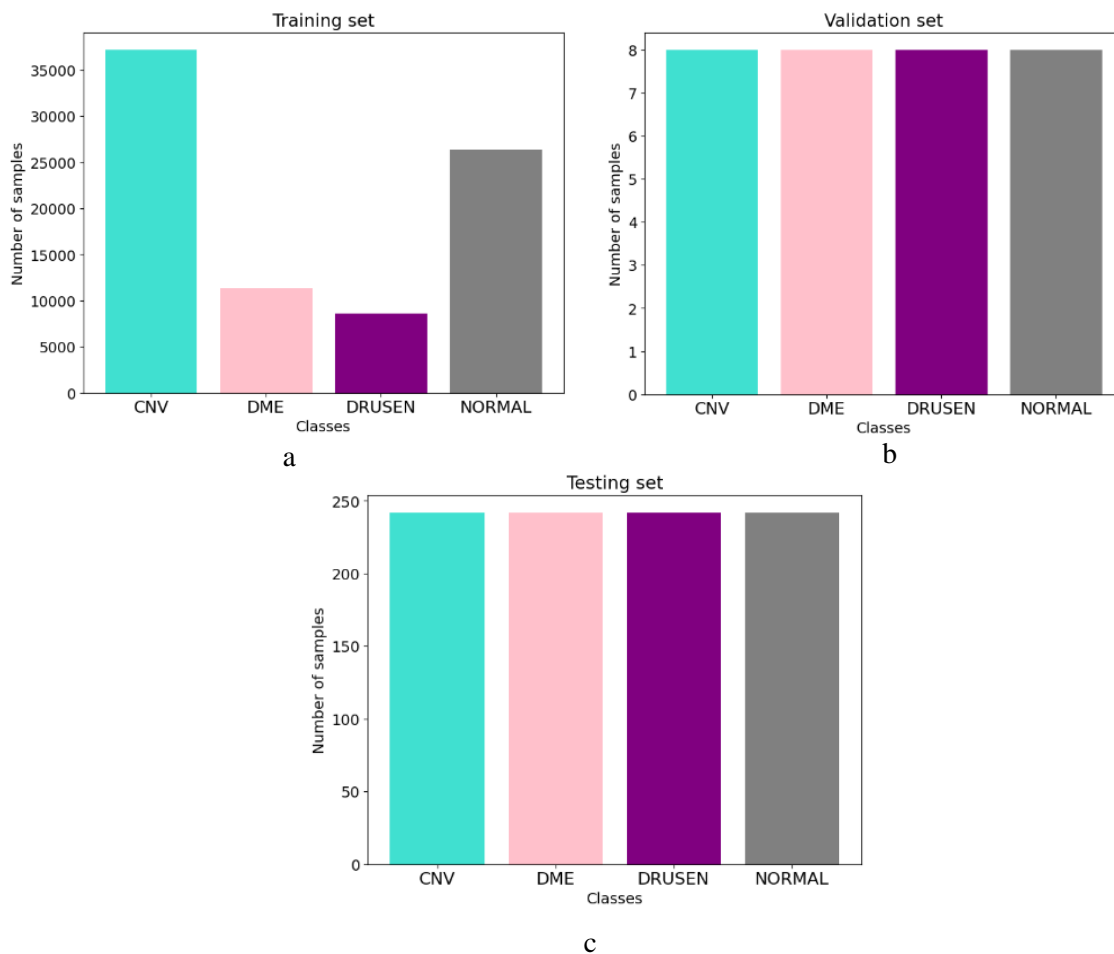 Training set
Number of samples
35000
30000
25000
20000
15000
10000
5000
0
CNV DME DRUSEN NORMAL
Classes
a
Validation set
Number of samples
8
7
6
5
4
3
2
1
0
CNV DME DRUSEN NORMAL
Classes
b
Testing set
Number of samples
250
200
150
100
50
0
CNV DME DRUSEN NORMAL
Classes
c